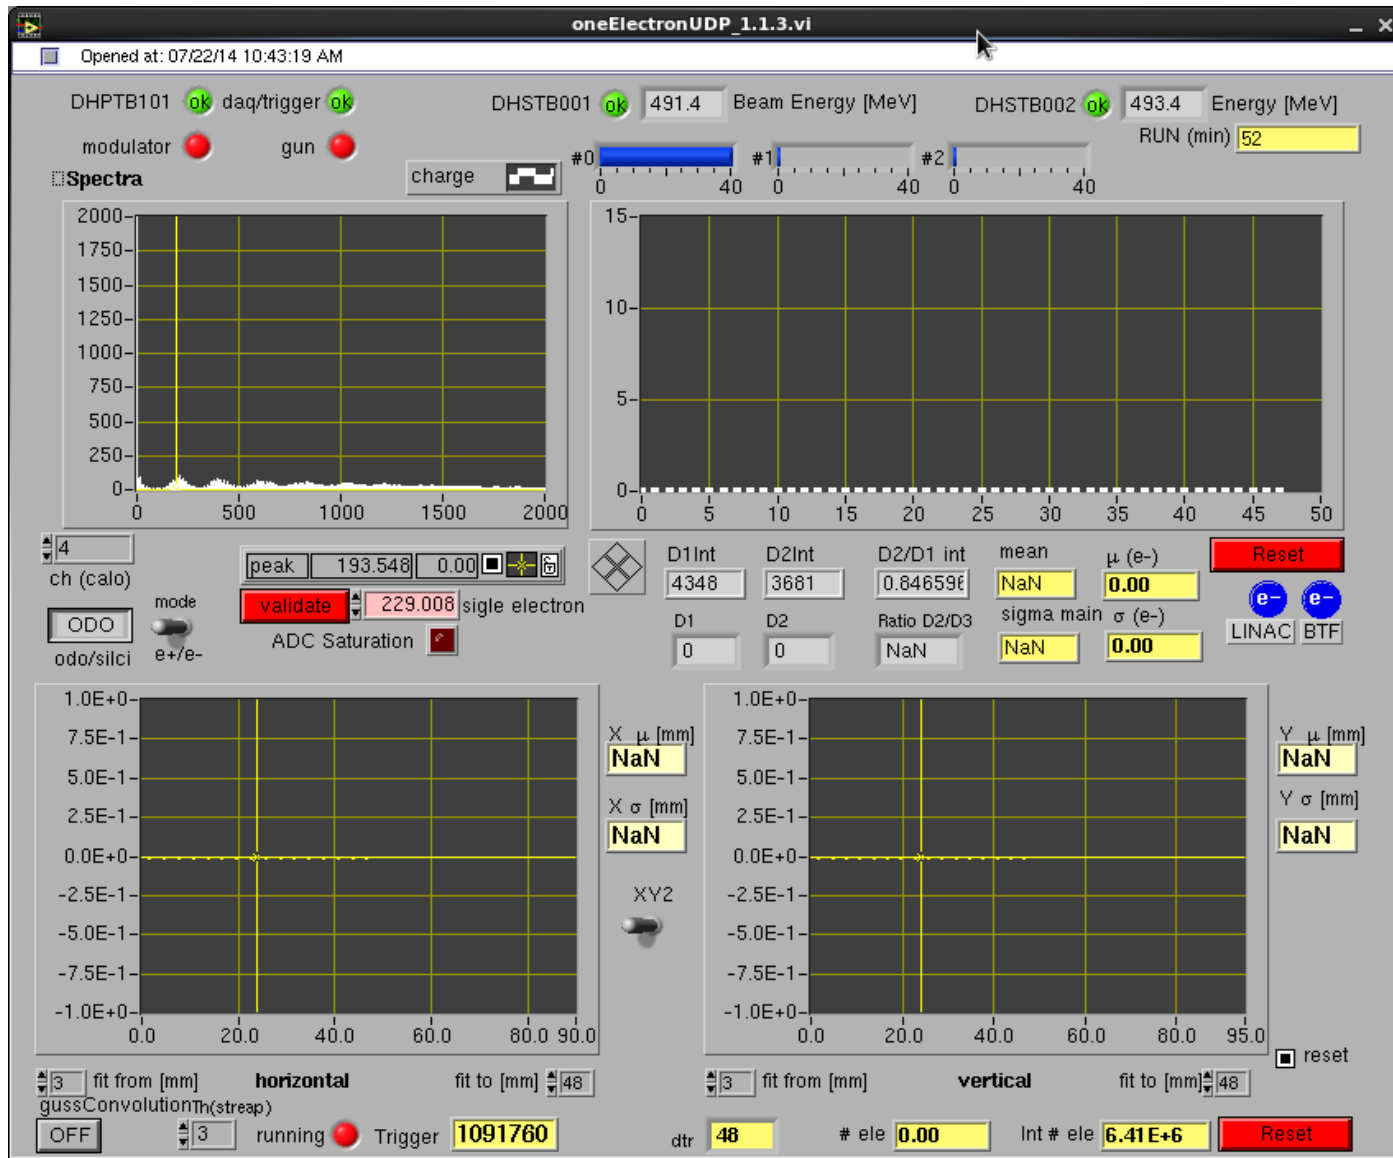 oneElectronUDP_1.1.3.vi
Opened at: 07/22/14 10:43:19 AM
DHPTB101 ok daq/trigger ok DHSTB001 ok 491.4 Beam Energy [MeV] DHSTB002 ok 493.4 Energy [MeV]
modulator gun RUN (min) 52
#0 #1 #2
0 40 0 40 0 40
Spectra charge
2000
1750
1500
1250
1000
750
500
250
0
0 500 1000 1500 2000
15
10
5
0
0 5 10 15 20 25 30 35 40 45 50
4
ch (calo)
peak 193.548 0.00
D1Int D2Int D2/D1 int mean μ (e-) Reset
4348 3681 0.846596 NaN 0.00
mode
validate 229.008 sigle electron
ODO
odo/silci e+/e- ADC Saturation
D1 D2 Ratio D2/D3 sigma main σ (e-)
0 0 NaN NaN 0.00
e- e-
LINAC BTF
1.0E+0
7.5E-1
5.0E-1
2.5E-1
0.0E+0
-2.5E-1
-5.0E-1
-7.5E-1
-1.0E+0
0.0 20.0 40.0 60.0 80.0 90.0
X μ [mm]
NaN
X σ [mm]
NaN
XY2
1.0E+0
7.5E-1
5.0E-1
2.5E-1
0.0E+0
-2.5E-1
-5.0E-1
-7.5E-1
-1.0E+0
0.0 20.0 40.0 60.0 80.0 95.0
Y μ [mm]
NaN
Y σ [mm]
NaN
reset
3 fit from [mm] horizontal fit to [mm] 48
3 fit from [mm] vertical fit to [mm] 48
gussConvolution Th(streap)
OFF 3 running Trigger 1091760 dtr 48 # ele 0.00 Int # ele 6.41E+6 Reset